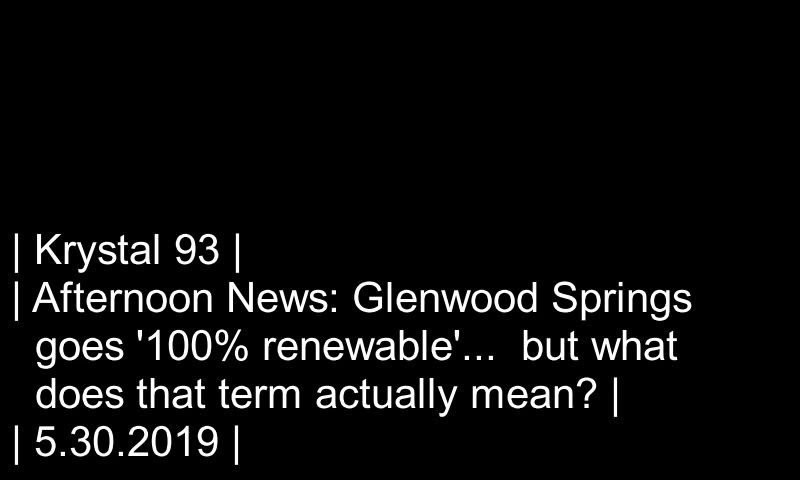 | Krystal 93 |
| Afternoon News: Glenwood Springs
goes '100% renewable'...  but what
does that term actually mean? |
| 5.30.2019 |